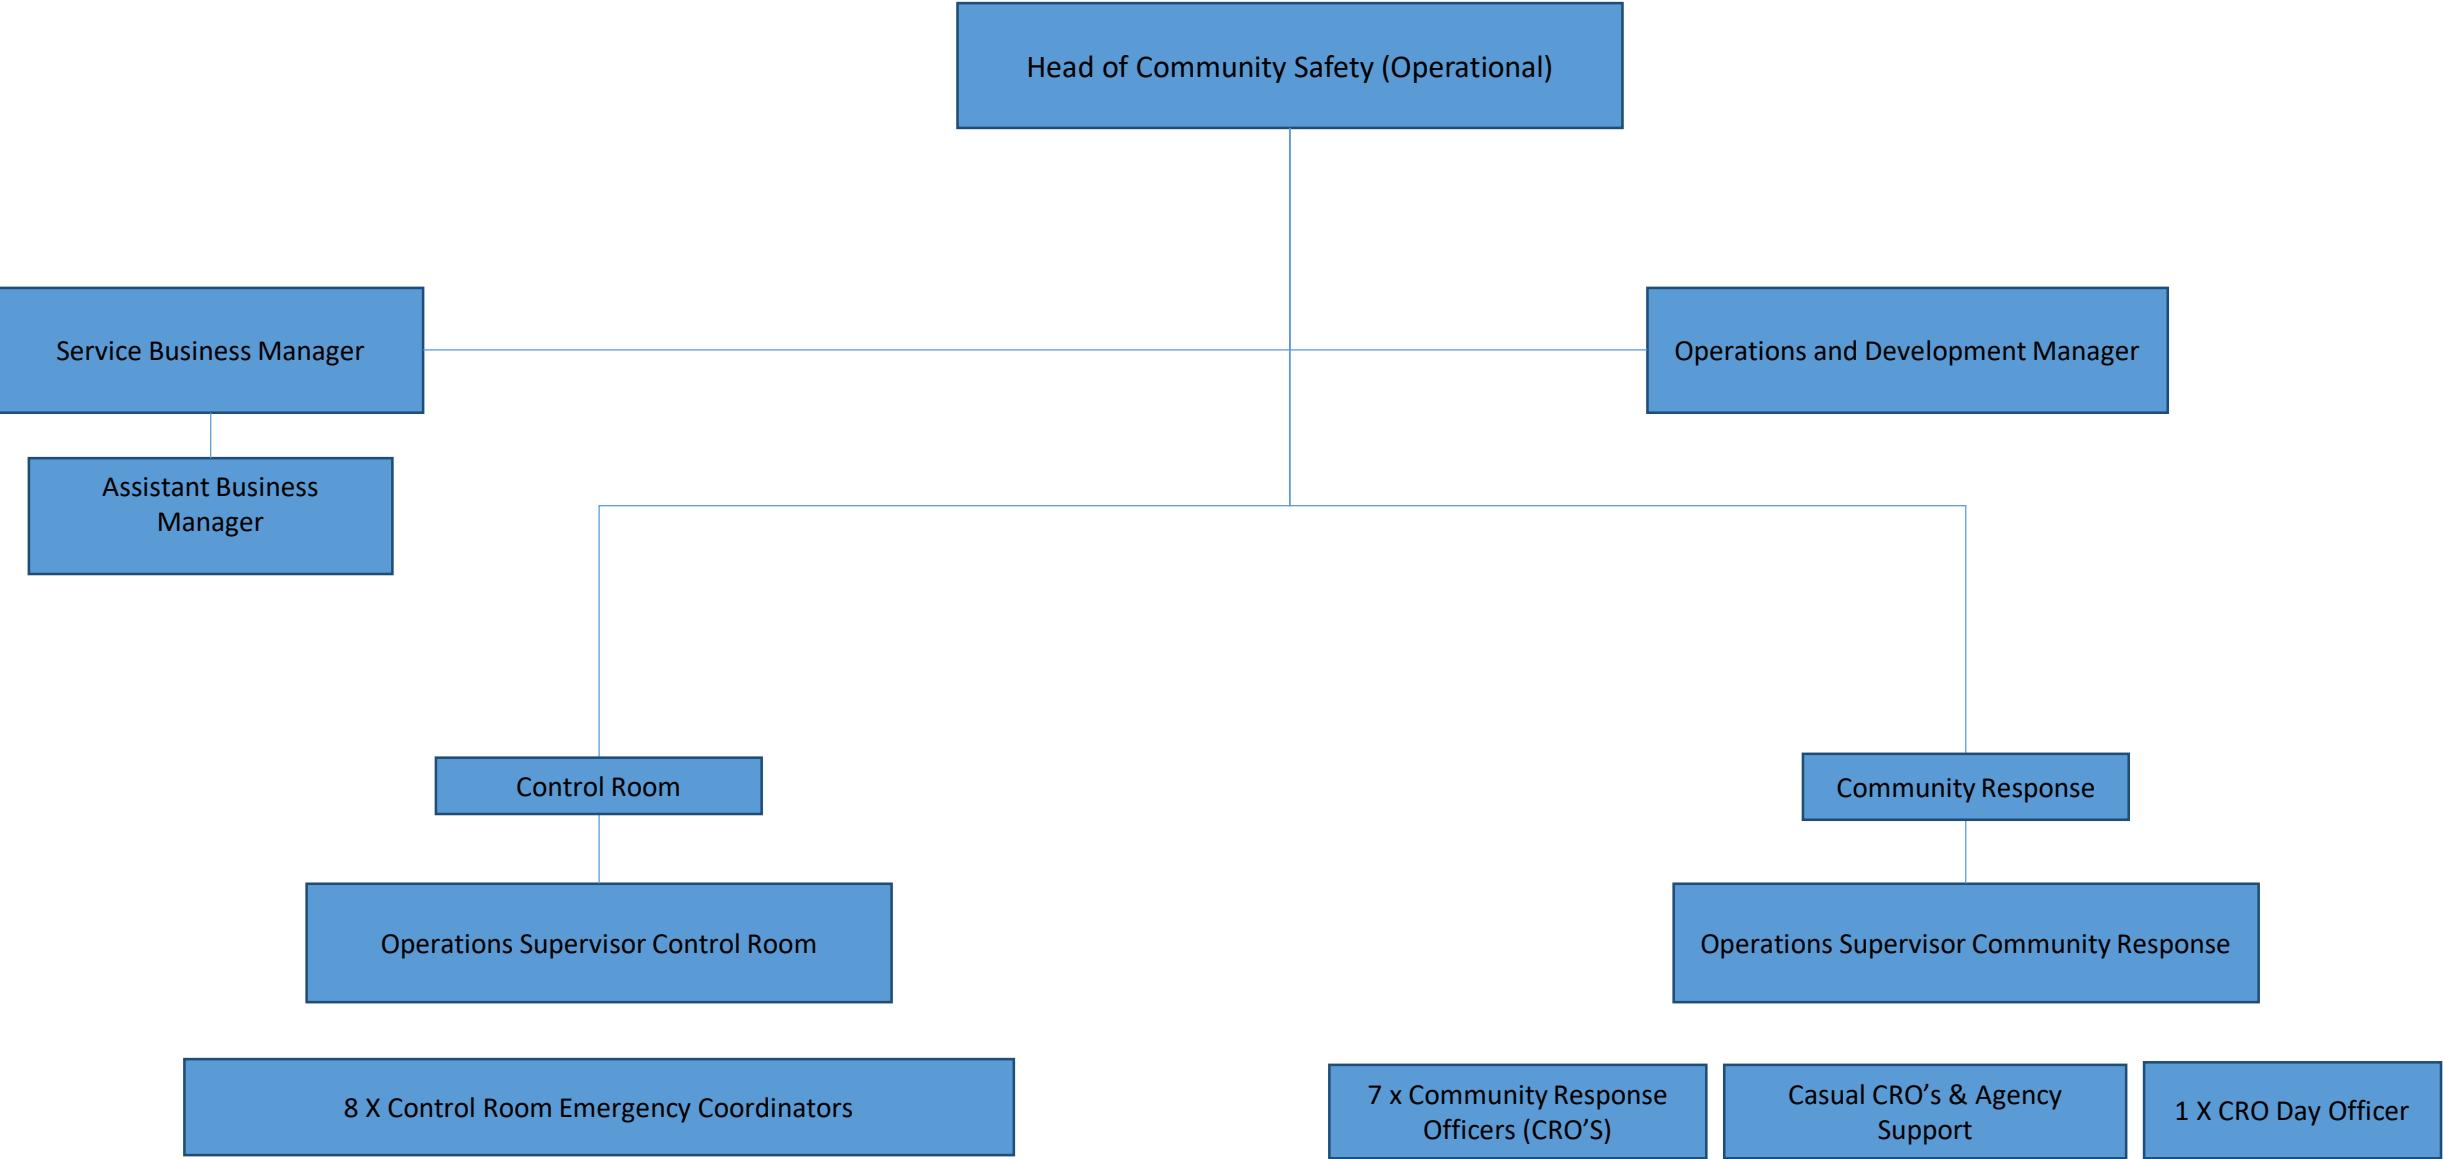 Head of Community Safety (Operational)
Service Business Manager
Operations and Development Manager
Assistant Business
Manager
Control Room
Community Response
Operations Supervisor Control Room
Operations Supervisor Community Response
8 X Control Room Emergency Coordinators
7 x Community Response
Officers (CRO’S)
Casual CRO’s & Agency
Support
1 X CRO Day Officer